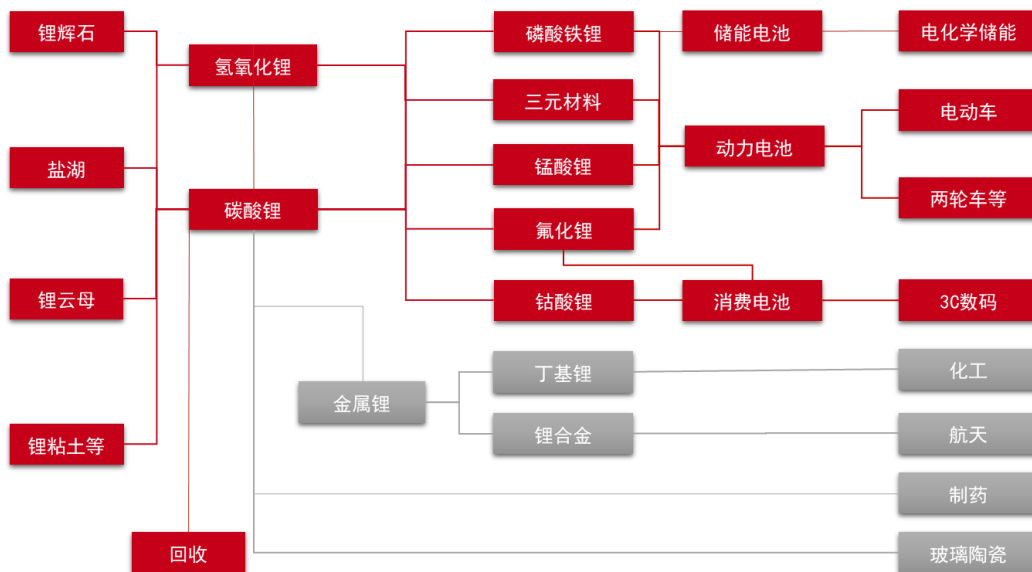 锂辉石
氢氧化锂
磷酸铁锂
储能电池
电化学储能
三元材料
电动车
动力电池
盐湖
锰酸锂
碳酸锂
两轮车等
氟化锂
锂云母
钴酸锂
消费电池
3C数码
丁基锂
化工
金属锂
锂合金
航天
锂粘土等
制药
回收
玻璃陶瓷